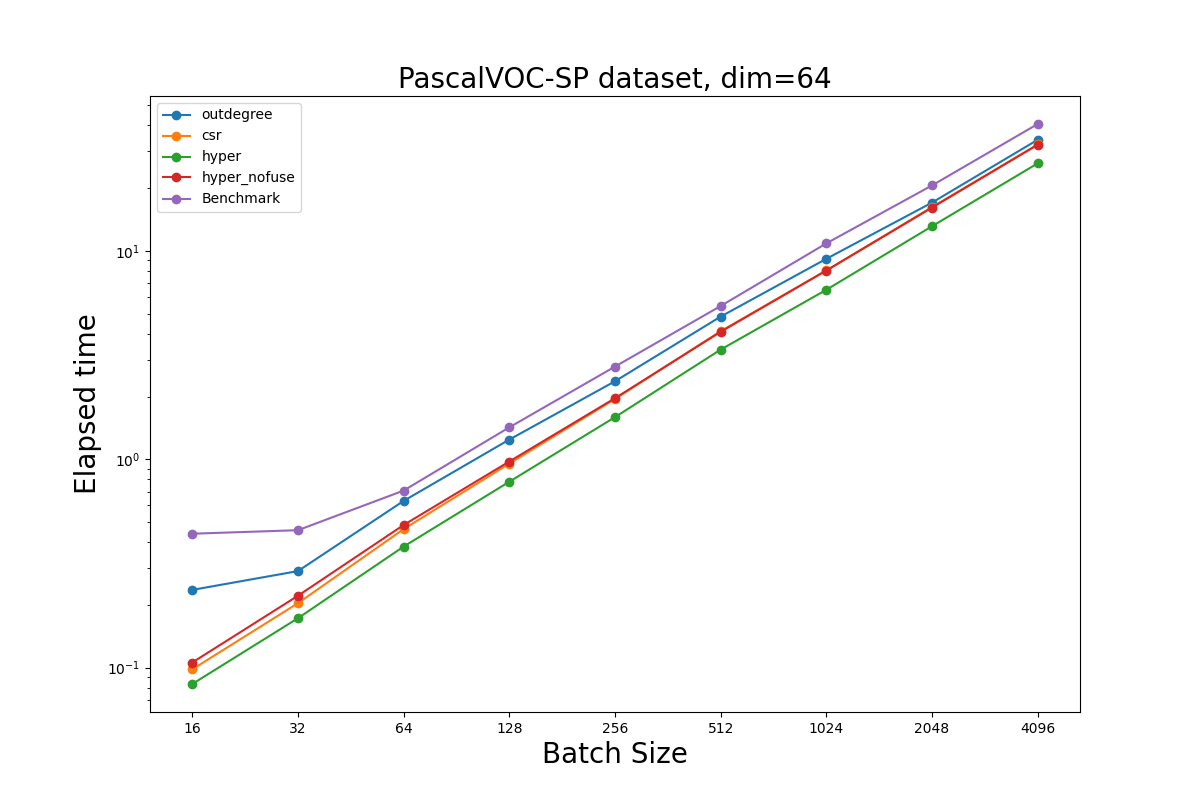 PascalVOC-SP dataset, dim=64
outdegree
csr
hyper
hyper_nofuse
Benchmark
10¹
10⁰
10⁻¹
Elapsed time
16 32 64 128 256 512 1024 2048 4096
Batch Size